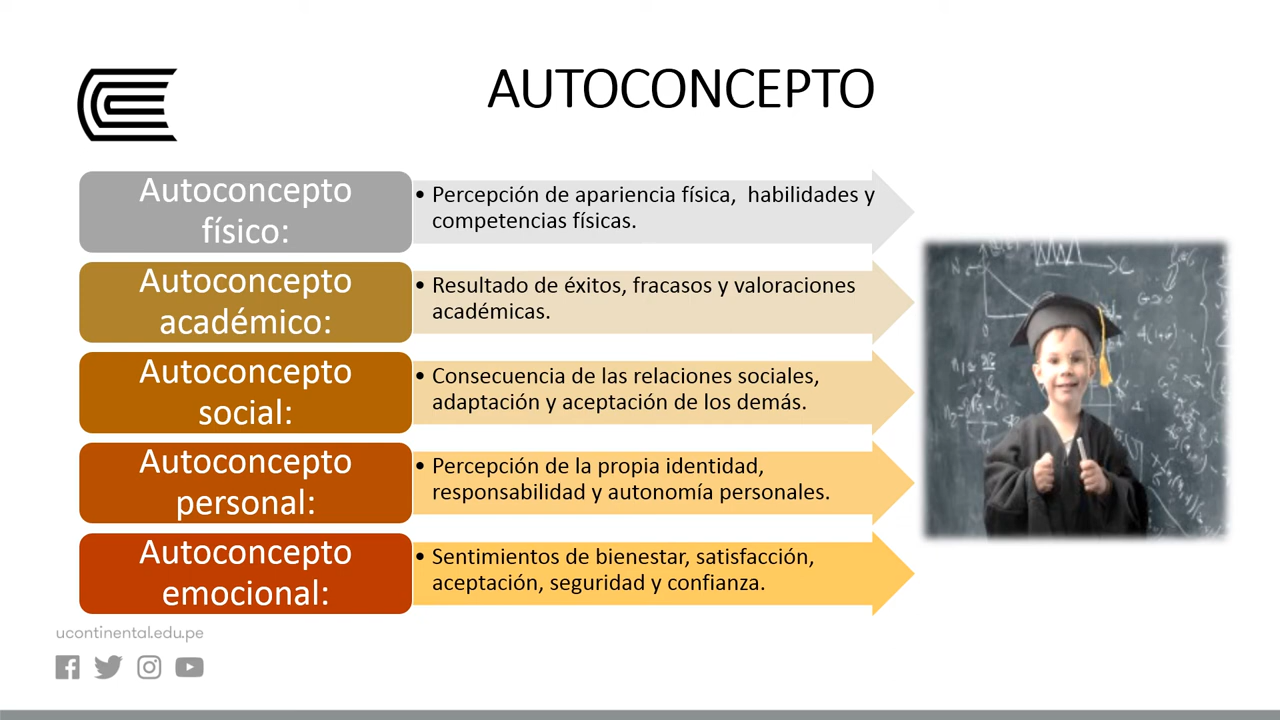 AUTOCONCEPTO
Autoconcepto
físico:
• Percepción de apariencia física, habilidades y
competencias físicas.
Autoconcepto
académico:
• Resultado de éxitos, fracasos y valoraciones
académicas.
Autoconcepto
social:
• Consecuencia de las relaciones sociales,
adaptación y aceptación de los demás.
Autoconcepto
personal:
• Percepción de la propia identidad,
responsabilidad y autonomía personales.
Autoconcepto
emocional:
• Sentimientos de bienestar, satisfacción,
aceptación, seguridad y confianza.
ucontinental.edu.pe